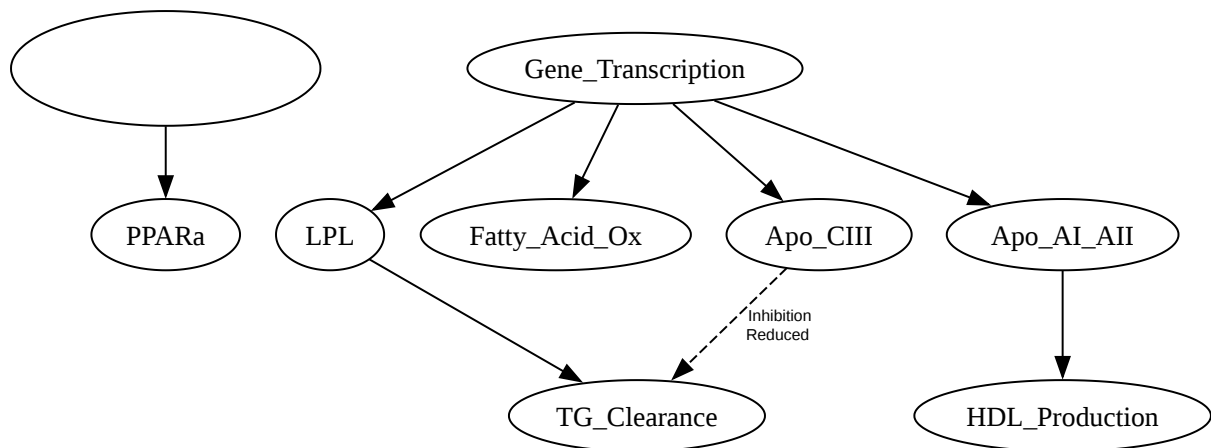 Gene_Transcription
PPARa
LPL
Fatty_Acid_Ox
Apo_CIII
Apo_AI_AII
Inhibition
Reduced
TG_Clearance
HDL_Production